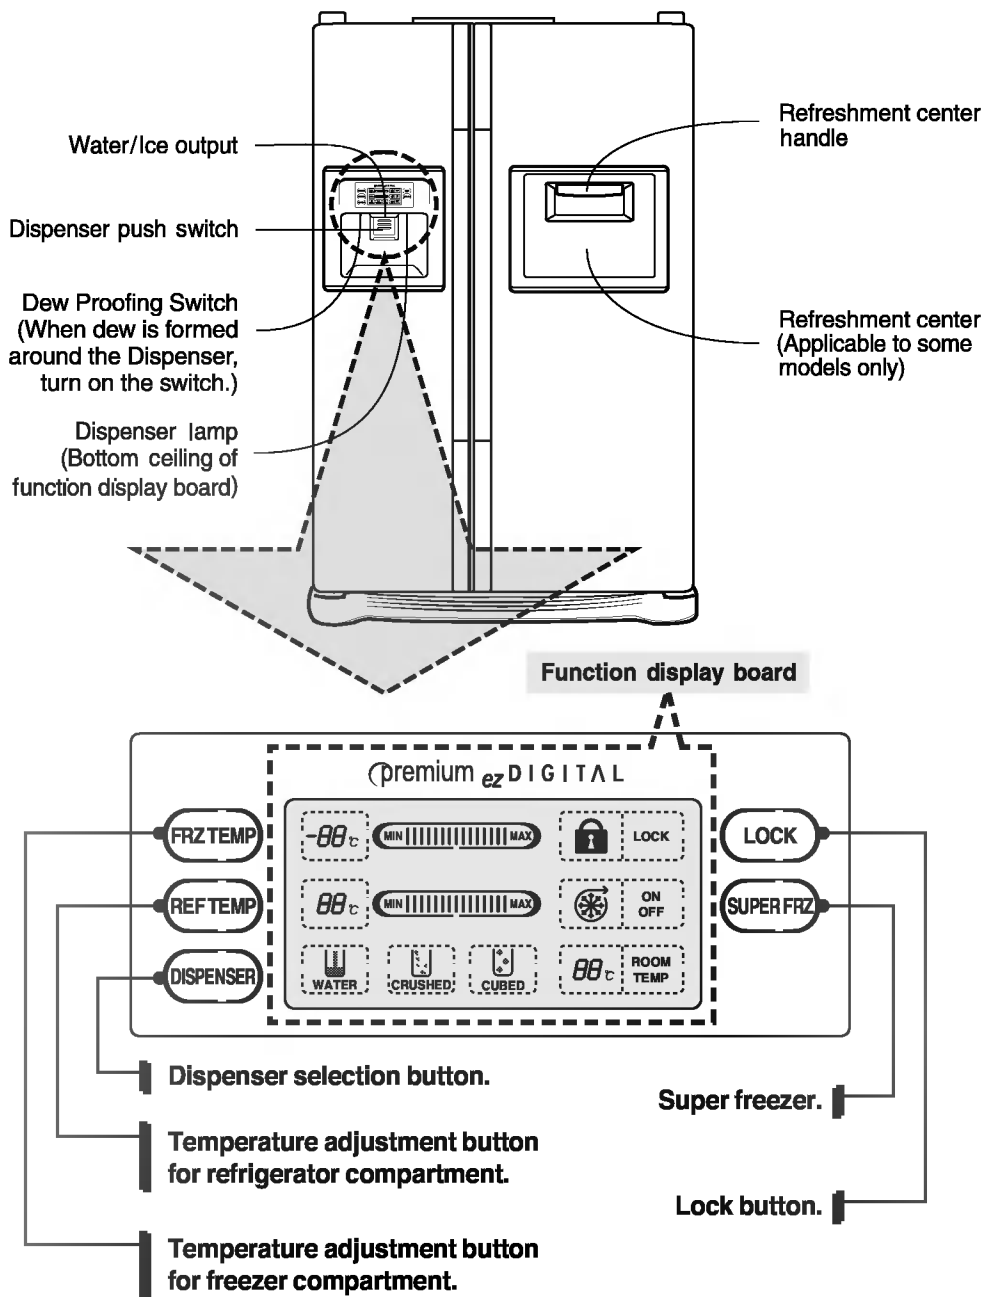 Water/Ice output
Dispenser push switch
Dew Proofing Switch
(When dew is formed
around the Dispenser,
turn on the switch.)
Dispenser lamp
(Bottom ceiling of
function display board)
Refreshment center
handle
Refreshment center
(Applicable to some
models only)
Function display board
premium ez DIGITAL
FRZ TEMP
-88 °C
MIN MAX
LOCK
LOCK
REF TEMP
88 °C
MIN MAX
ON
OFF
SUPER FRZ
DISPENSER
WATER
CRUSHED
CUBED
88 °C
ROOM
TEMP
Dispenser selection button.
Super freezer.
Temperature adjustment button
for refrigerator compartment.
Lock button.
Temperature adjustment button
for freezer compartment.